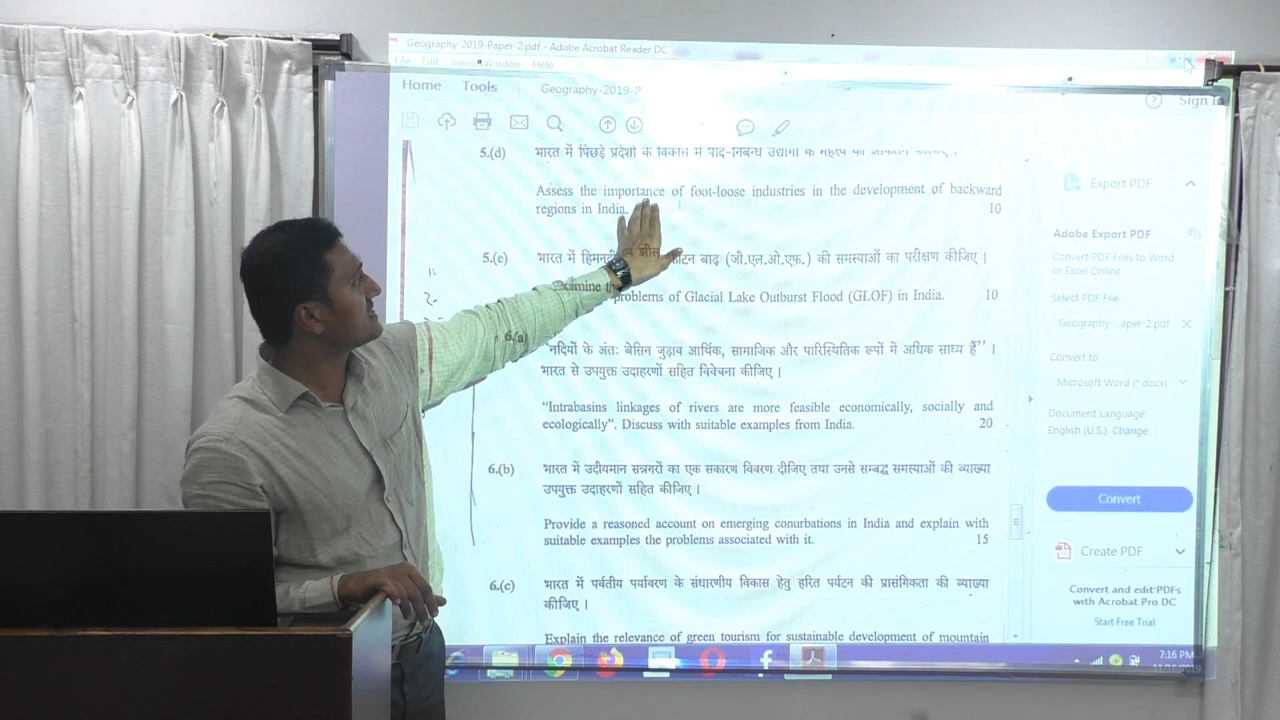 Geography-2019-Paper-2.pdf - Adobe Acrobat Reader DC
File Edit View Window Help
Home Tools Geography-2019-P
Sign In
5.(d) भारत में पिछड़े प्रदेशों के विकास में पाद-निबन्ध उद्योगों के महत्त्व का
Assess the importance of foot-loose industries in the development of backward
regions in India. 10
5.(e) भारत में झील बाढ़ (जी.एल.ओ.एफ.) की समस्याओं का परीक्षण कीजिए ।
Examine problems of Glacial Lake Outburst Flood (GLOF) in India. 10
6.(a) "नदियों के अंतः बेसिन जुड़ाव आर्थिक, सामाजिक और पारिस्थितिक रूपों में अधिक साध्य हैं" ।
भारत से उपयुक्त उदाहरणों सहित विवेचना कीजिए ।
"Intrabasins linkages of rivers are more feasible economically, socially and
ecologically". Discuss with suitable examples from India. 20
6.(b) भारत में उदीयमान सन्नगरों का एक सकारण विवरण दीजिए तथा उनसे सम्बद्ध समस्याओं की व्याख्या
उपयुक्त उदाहरणों सहित कीजिए ।
Provide a reasoned account on emerging conurbations in India and explain with
suitable examples the problems associated with it. 15
6.(c) भारत में पर्वतीय पर्यावरण के संधारणीय विकास हेतु हरित पर्यटन की प्रासंगिकता की व्याख्या
कीजिए ।
Explain the relevance of green tourism for sustainable development of mountain
Export PDF
Adobe Export PDF
Convert PDF Files to Word
or Excel Online
Select PDF File
Geography-...aper-2.pdf
Convert to
Microsoft Word (*.docx)
Document Language:
English (U.S.) Change
Convert
Create PDF
Convert and edit PDFs
with Acrobat Pro DC
Start Free Trial
7:16 PM